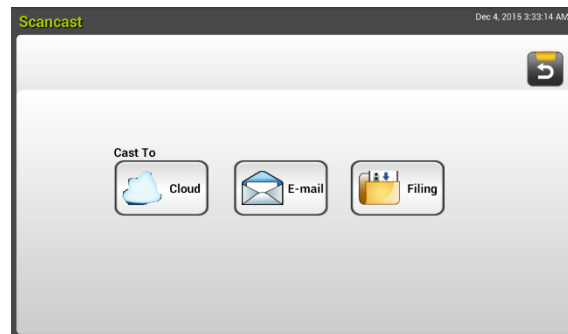 Scancast
Dec 4, 2015 3:33:14 AM
Cast To
Cloud
E-mail
Filing